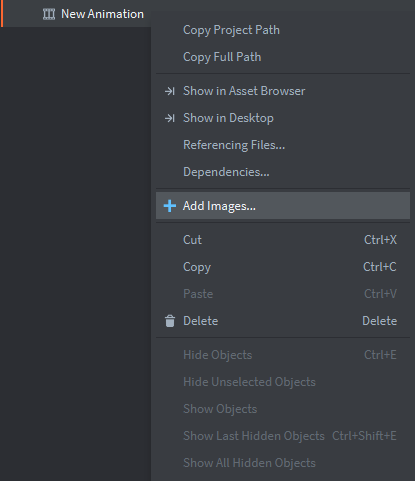 New Animation
Copy Project Path
Copy Full Path
Show in Asset Browser
Show in Desktop
Referencing Files...
Dependencies...
Add Images...
Cut Ctrl+X
Copy Ctrl+C
Paste Ctrl+V
Delete Delete
Hide Objects Ctrl+E
Hide Unselected Objects
Show Objects
Show Last Hidden Objects Ctrl+Shift+E
Show All Hidden Objects